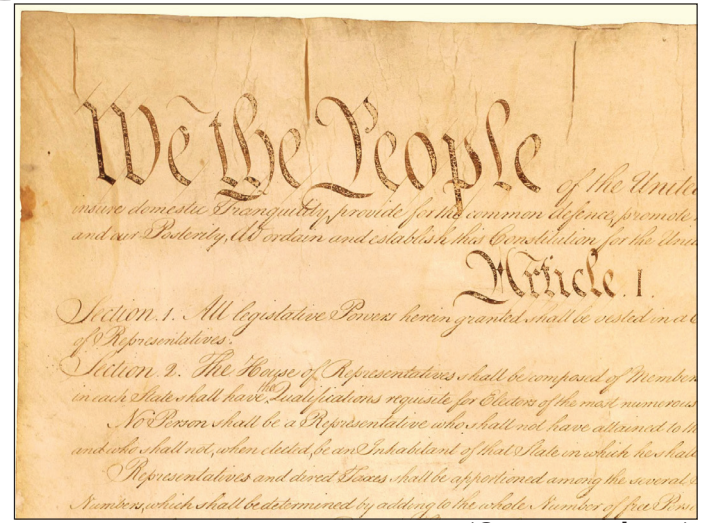 We the People of the United
insure domestic Tranquility, provide for the common defence, promote
and our Posterity, do ordain and establish this Constitution for the Unit
Article. I.
Section. 1. All legislative Powers herein granted shall be vested in a C
of Representatives.
Section. 2. The House of Representatives shall be composed of Member
in each State shall have the Qualifications requisite for Electors of the most numerous
No Person shall be a Representative who shall not have attained to th
and who shall not, when elected, be an Inhabitant of that State in which he shall
Representatives and direct Taxes shall be apportioned among the several
Numbers, which shall be determined by adding to the whole Number of free Pers